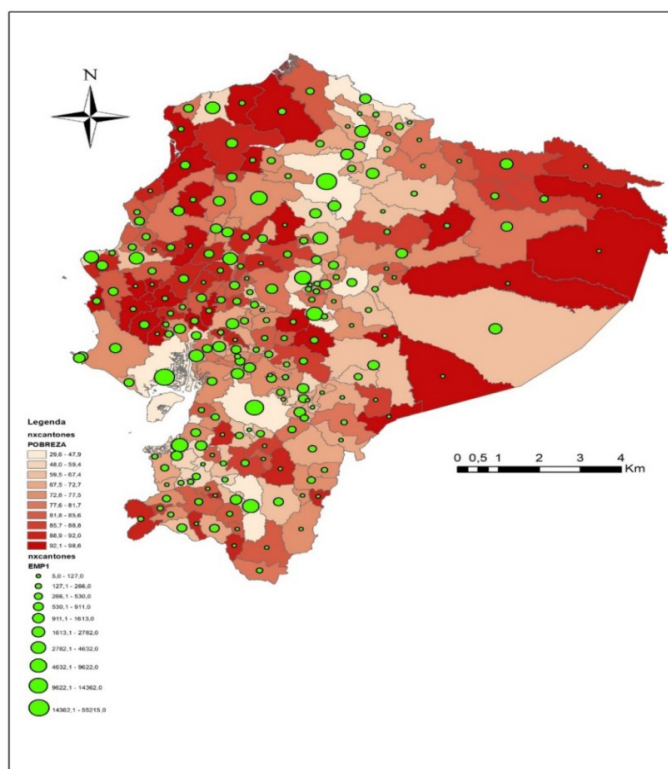 N
Legenda
nxcantones
POBREZA
29,6 - 47,9
48,0 - 59,4
59,5 - 67,4
67,5 - 72,7
72,8 - 77,5
77,6 - 81,7
81,8 - 85,6
85,7 - 88,8
88,9 - 92,0
92,1 - 98,6
nxcantones
EMP1
5,0 - 127,0
127,1 - 266,0
266,1 - 530,0
530,1 - 911,0
911,1 - 1613,0
1613,1 - 2782,0
2782,1 - 4632,0
4632,1 - 9622,0
9622,1 - 14362,0
14362,1 - 55215,0
0 0,5 1 2 3 4
Km